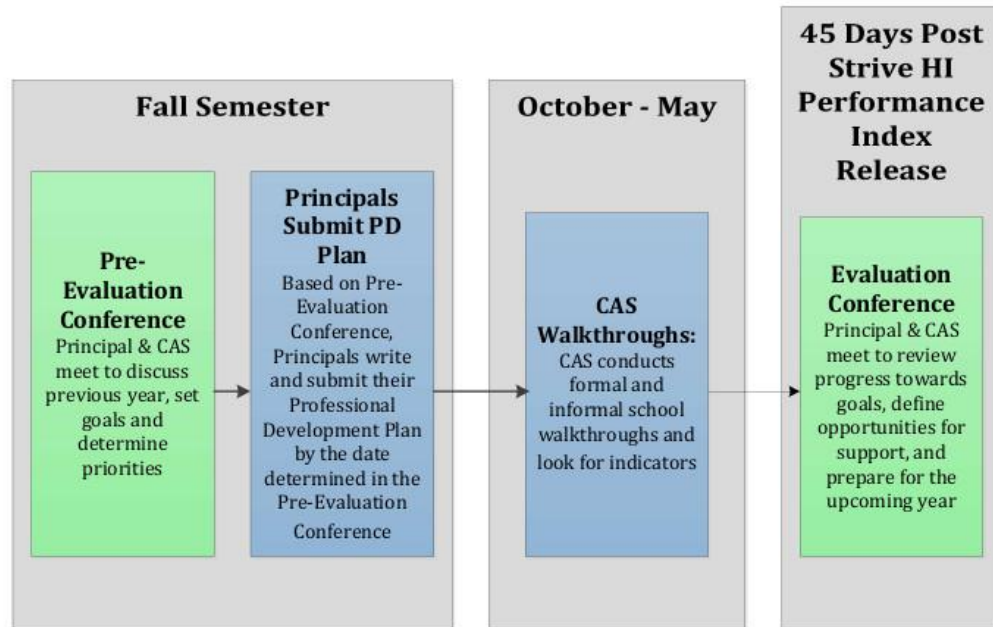 Fall Semester
Pre-
Evaluation
Conference
Principal & CAS
meet to discuss
previous year, set
goals and
determine
priorities
Principals
Submit PD
Plan
Based on Pre-
Evaluation
Conference,
Principals write
and submit their
Professional
Development Plan
by the date
determined in the
Pre-Evaluation
Conference
October - May
CAS
Walkthroughs:
CAS conducts
formal and
informal school
walkthroughs and
look for indicators
45 Days Post
Strive HI
Performance
Index
Release
Evaluation
Conference
Principal & CAS
meet to review
progress towards
goals, define
opportunities for
support, and
prepare for the
upcoming year